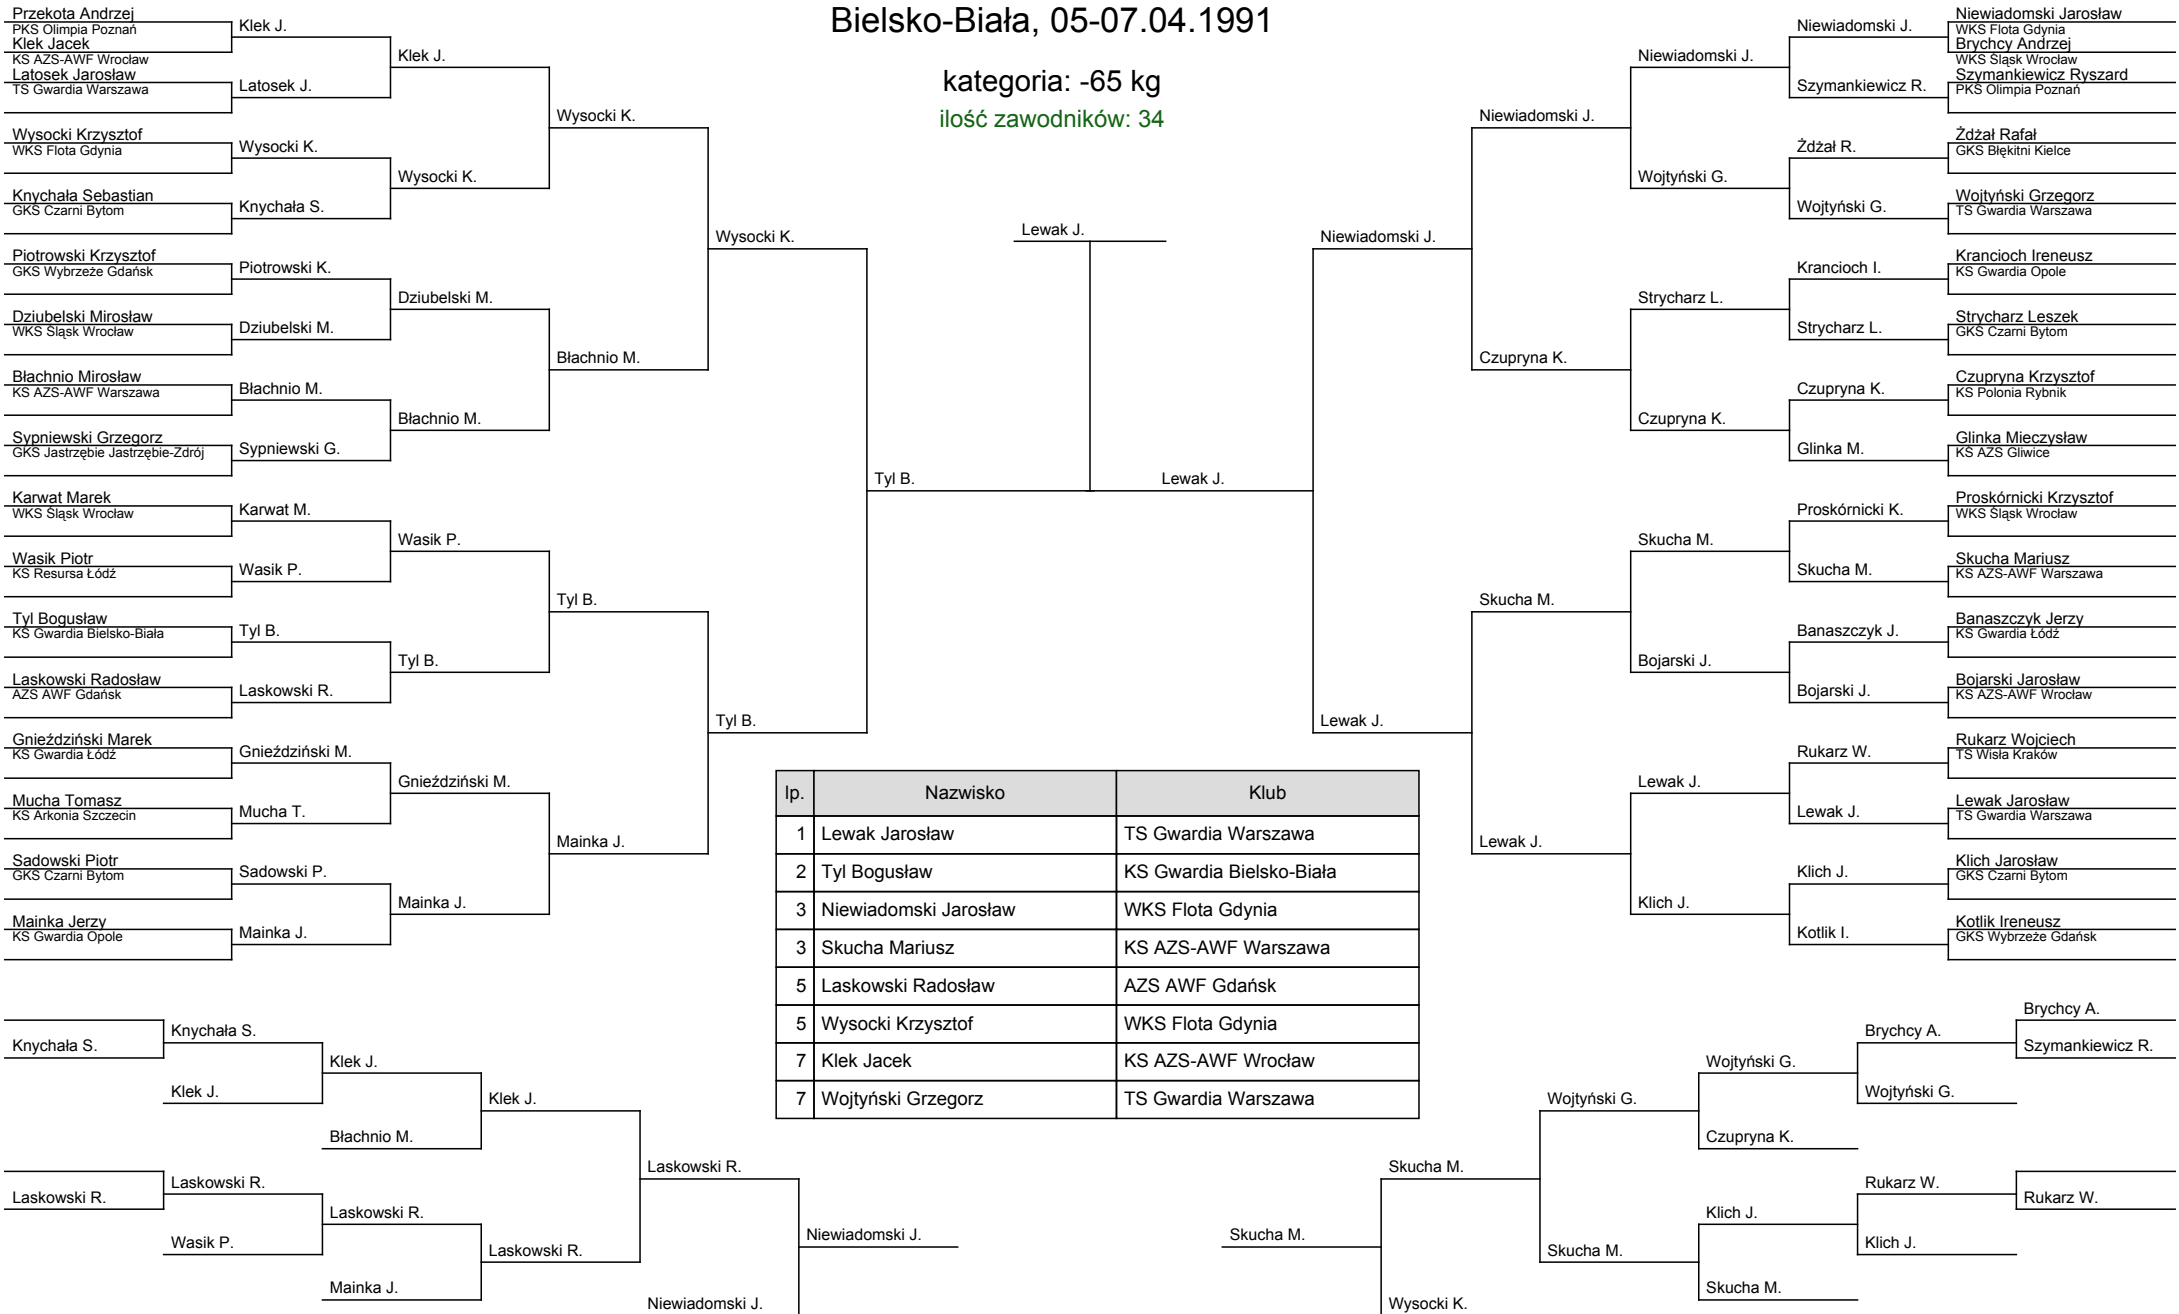 Bielsko-Biała, 05-07.04.1991
kategoria: -65 kg
ilość zawodników: 34
Przekota Andrzej
PKS Olimpia Poznań
Klek Jacek
KS AZS-AWF Wrocław
Latosek Jarosław
TS Gwardia Warszawa
Wysocki Krzysztof
WKS Flota Gdynia
Knychała Sebastian
GKS Czarni Bytom
Piotrowski Krzysztof
GKS Wybrzeże Gdańsk
Dziubelski Mirosław
WKS Śląsk Wrocław
Błachnio Mirosław
KS AZS-AWF Warszawa
Sypniewski Grzegorz
GKS Jastrzębie Jastrzębie-Zdrój
Karwat Marek
WKS Śląsk Wrocław
Wasik Piotr
KS Resursa Łódź
Tyl Bogusław
KS Gwardia Bielsko-Biała
Laskowski Radosław
AZS AWF Gdańsk
Gnieździński Marek
KS Gwardia Łódź
Mucha Tomasz
KS Arkonia Szczecin
Sadowski Piotr
GKS Czarni Bytom
Mainka Jerzy
KS Gwardia Opole
Klek J.
Latosek J.
Wysocki K.
Knychała S.
Piotrowski K.
Dziubelski M.
Błachnio M.
Sypniewski G.
Karwat M.
Wasik P.
Tyl B.
Laskowski R.
Gnieździński M.
Mucha T.
Sadowski P.
Mainka J.
Klek J.
Wysocki K.
Dziubelski M.
Błachnio M.
Wasik P.
Tyl B.
Gnieździński M.
Mainka J.
Wysocki K.
Błachnio M.
Tyl B.
Mainka J.
Wysocki K.
Tyl B.
Tyl B.
Lewak J.
Lewak J.
Niewiadomski J.
Lewak J.
Niewiadomski J.
Czupryna K.
Skucha M.
Lewak J.
Niewiadomski J.
Wojtyński G.
Strycharz L.
Czupryna K.
Skucha M.
Bojarski J.
Lewak J.
Klich J.
Niewiadomski J.
Szymankiewicz R.
Żdżał R.
Wojtyński G.
Krancioch I.
Strycharz L.
Czupryna K.
Glinka M.
Proskórnicki K.
Skucha M.
Banaszczyk J.
Bojarski J.
Rukarz W.
Lewak J.
Klich J.
Kotlik I.
Niewiadomski Jarosław
WKS Flota Gdynia
Brychcy Andrzej
WKS Śląsk Wrocław
Szymankiewicz Ryszard
PKS Olimpia Poznań
Żdżał Rafał
GKS Błękitni Kielce
Wojtyński Grzegorz
TS Gwardia Warszawa
Krancioch Ireneusz
KS Gwardia Opole
Strycharz Leszek
GKS Czarni Bytom
Czupryna Krzysztof
KS Polonia Rybnik
Glinka Mieczysław
KS AZS Gliwice
Proskórnicki Krzysztof
WKS Śląsk Wrocław
Skucha Mariusz
KS AZS-AWF Warszawa
Banaszczyk Jerzy
KS Gwardia Łódź
Bojarski Jarosław
KS AZS-AWF Wrocław
Rukarz Wojciech
TS Wisła Kraków
Lewak Jarosław
TS Gwardia Warszawa
Klich Jarosław
GKS Czarni Bytom
Kotlik Ireneusz
GKS Wybrzeże Gdańsk
lp. Nazwisko Klub
1 Lewak Jarosław TS Gwardia Warszawa
2 Tyl Bogusław KS Gwardia Bielsko-Biała
3 Niewiadomski Jarosław WKS Flota Gdynia
3 Skucha Mariusz KS AZS-AWF Warszawa
5 Laskowski Radosław AZS AWF Gdańsk
5 Wysocki Krzysztof WKS Flota Gdynia
7 Klek Jacek KS AZS-AWF Wrocław
7 Wojtyński Grzegorz TS Gwardia Warszawa
Knychała S.
Laskowski R.
Knychała S.
Klek J.
Laskowski R.
Wasik P.
Klek J.
Błachnio M.
Laskowski R.
Mainka J.
Klek J.
Laskowski R.
Laskowski R.
Niewiadomski J.
Niewiadomski J.
Skucha M.
Skucha M.
Wysocki K.
Wojtyński G.
Skucha M.
Wojtyński G.
Czupryna K.
Klich J.
Skucha M.
Brychcy A.
Wojtyński G.
Rukarz W.
Klich J.
Brychcy A.
Szymankiewicz R.
Rukarz W.